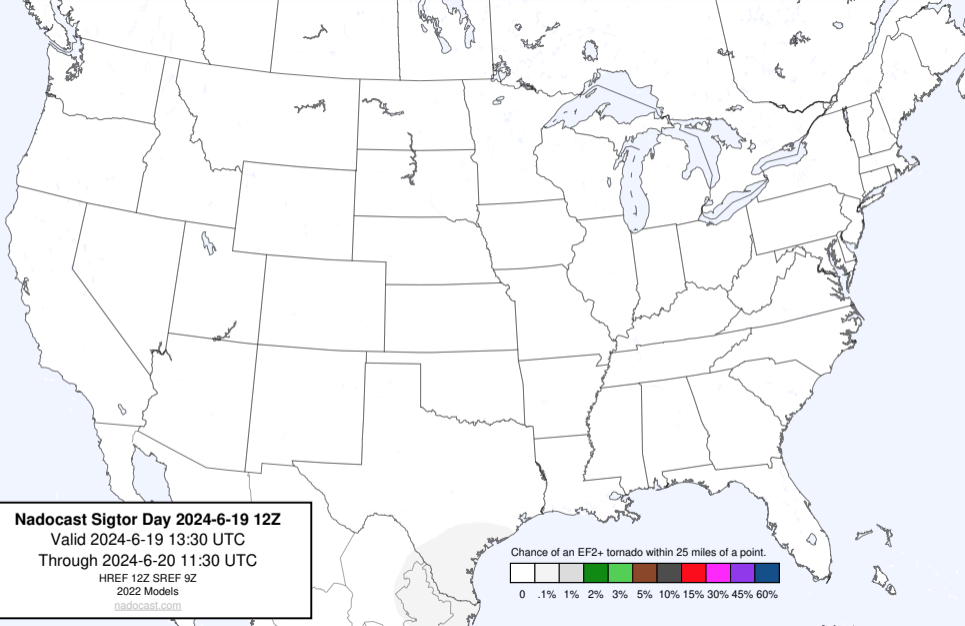 Nadocast Sigtor Day 2024-6-19 12Z
Valid 2024-6-19 13:30 UTC
Through 2024-6-20 11:30 UTC
HREF 12Z SREF 9Z
2022 Models
nadocast.com
Chance of an EF2+ tornado within 25 miles of a point.
0 .1% 1% 2% 3% 5% 10% 15% 30% 45% 60%